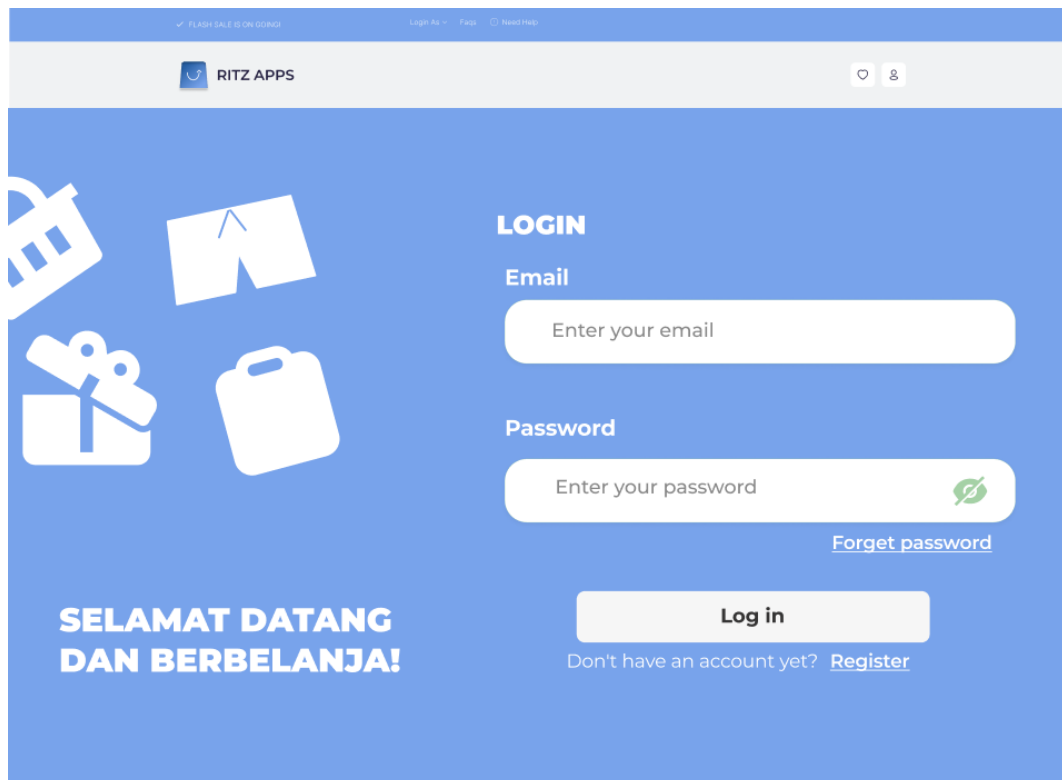 FLASH SALE IS ON GOING!
Login As Faqs Need Help
RITZ APPS
LOGIN
Email
Enter your email
Password
Enter your password
Forget password
SELAMAT DATANG
DAN BERBELANJA!
Log in
Don't have an account yet? Register